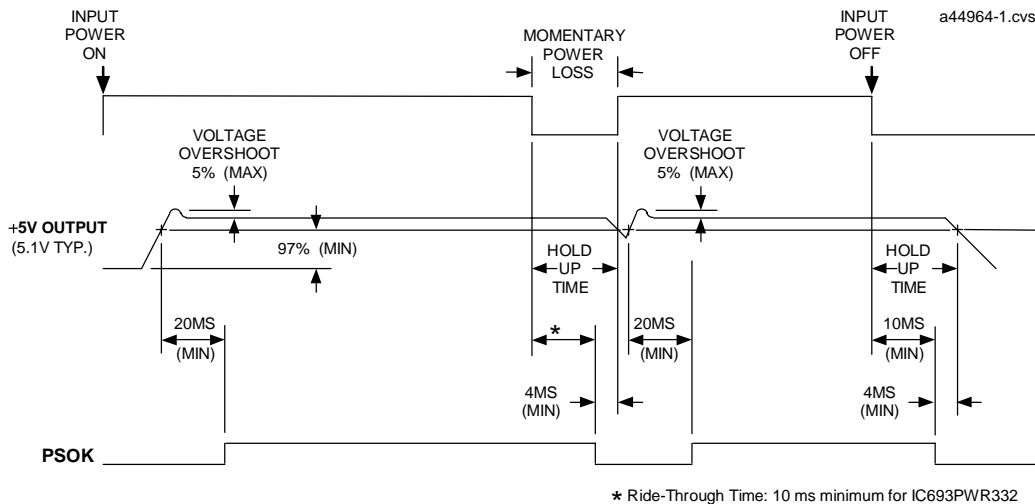 INPUT
POWER
ON
MOMENTARY
POWER
LOSS
INPUT
POWER
OFF
a44964-1.cvs
VOLTAGE
OVERSHOOT
5% (MAX)
VOLTAGE
OVERSHOOT
5% (MAX)
+5V OUTPUT
(5.1V TYP.)
97% (MIN)
HOLD
UP
TIME
HOLD
UP
TIME
20MS
(MIN)
*
20MS
(MIN)
10MS
(MIN)
4MS
(MIN)
4MS
(MIN)
PSOK
* Ride-Through Time: 10 ms minimum for IC693PWR332